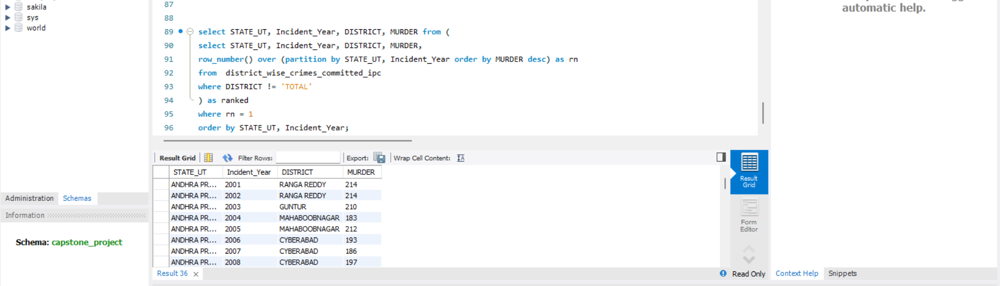 sakila
sys
world
Administration Schemas
Information
Schema: capstone_project
87
88
89 select STATE_UT, Incident_Year, DISTRICT, MURDER from (
90 select STATE_UT, Incident_Year, DISTRICT, MURDER,
91 row_number() over (partition by STATE_UT, Incident_Year order by MURDER desc) as rn
92 from  district_wise_crimes_committed_ipc
93 where DISTRICT != 'TOTAL'
94 ) as ranked
95 where rn = 1
96 order by STATE_UT, Incident_Year;
Result Grid Filter Rows: Export: Wrap Cell Content:
STATE_UT Incident_Year DISTRICT MURDER
ANDHRA PR... 2001 RANGA REDDY 214
ANDHRA PR... 2002 RANGA REDDY 214
ANDHRA PR... 2003 GUNTUR 210
ANDHRA PR... 2004 MAHABOOBNAGAR 183
ANDHRA PR... 2005 MAHABOOBNAGAR 212
ANDHRA PR... 2006 CYBERABAD 193
ANDHRA PR... 2007 CYBERABAD 186
ANDHRA PR... 2008 CYBERABAD 197
Result 36
Result
Grid
Form
Editor
Read Only
automatic help.
Context Help Snippets